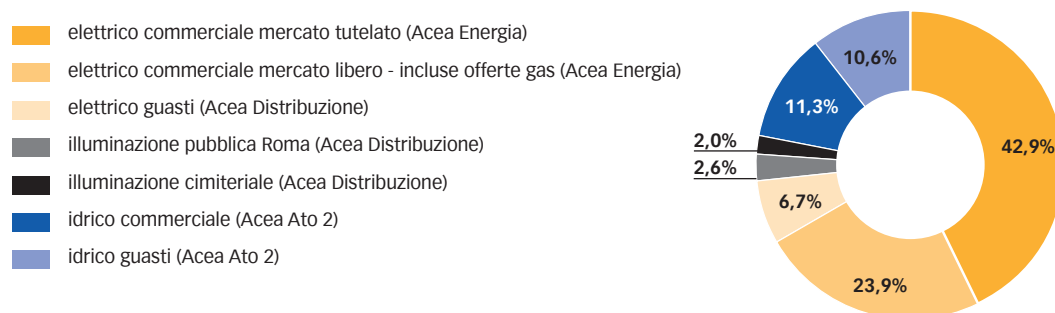 elettrico commerciale mercato tutelato (Acea Energia)
elettrico commerciale mercato libero - incluse offerte gas (Acea Energia)
elettrico guasti (Acea Distribuzione)
illuminazione pubblica Roma (Acea Distribuzione)
illuminazione cimiteriale (Acea Distribuzione)
idrico commerciale (Acea Ato 2)
idrico guasti (Acea Ato 2)
10,6%
11,3%
2,0%
2,6%
6,7%
23,9%
42,9%